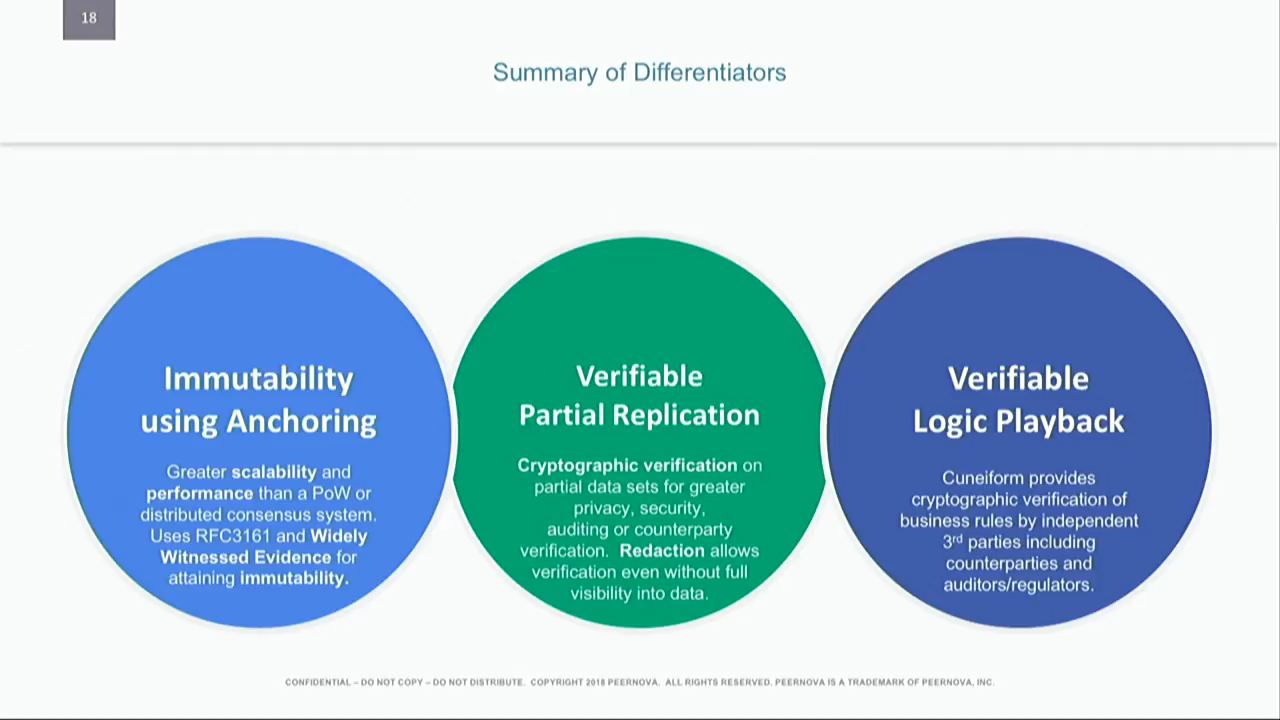 18
Summary of Differentiators
Immutability
using Anchoring
Greater scalability and
performance than a PoW or
distributed consensus system.
Uses RFC3161 and Widely
Witnessed Evidence for
attaining immutability.
Verifiable
Partial Replication
Cryptographic verification on
partial data sets for greater
privacy, security,
auditing or counterparty
verification. Redaction allows
verification even without full
visibility into data.
Verifiable
Logic Playback
Cuneiform provides
cryptographic verification of
business rules by independent
3rd parties including
counterparties and
auditors/regulators.
CONFIDENTIAL – DO NOT COPY – DO NOT DISTRIBUTE. COPYRIGHT 2018 PEERNOVA. ALL RIGHTS RESERVED. PEERNOVA IS A TRADEMARK OF PEERNOVA, INC.